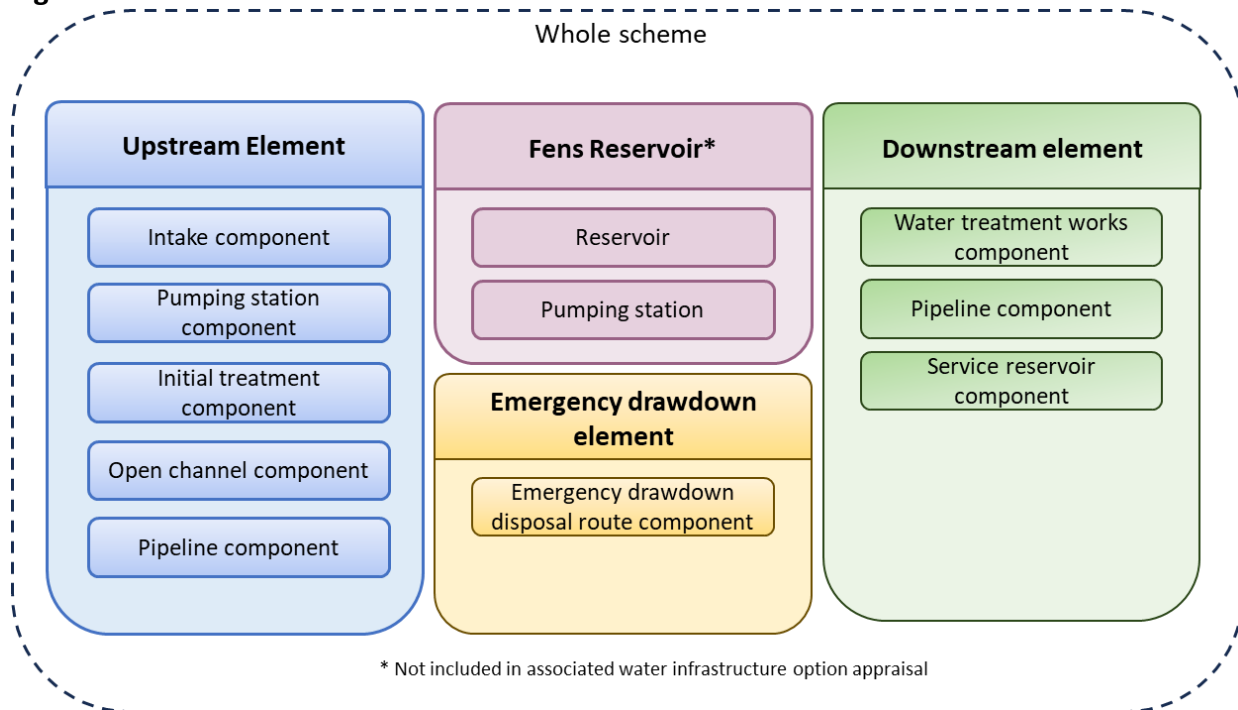 Whole scheme
Upstream Element
Intake component
Pumping station
component
Initial treatment
component
Open channel component
Pipeline component
Fens Reservoir*
Reservoir
Pumping station
Emergency drawdown
element
Emergency drawdown
disposal route component
Downstream element
Water treatment works
component
Pipeline component
Service reservoir
component
* Not included in associated water infrastructure option appraisal